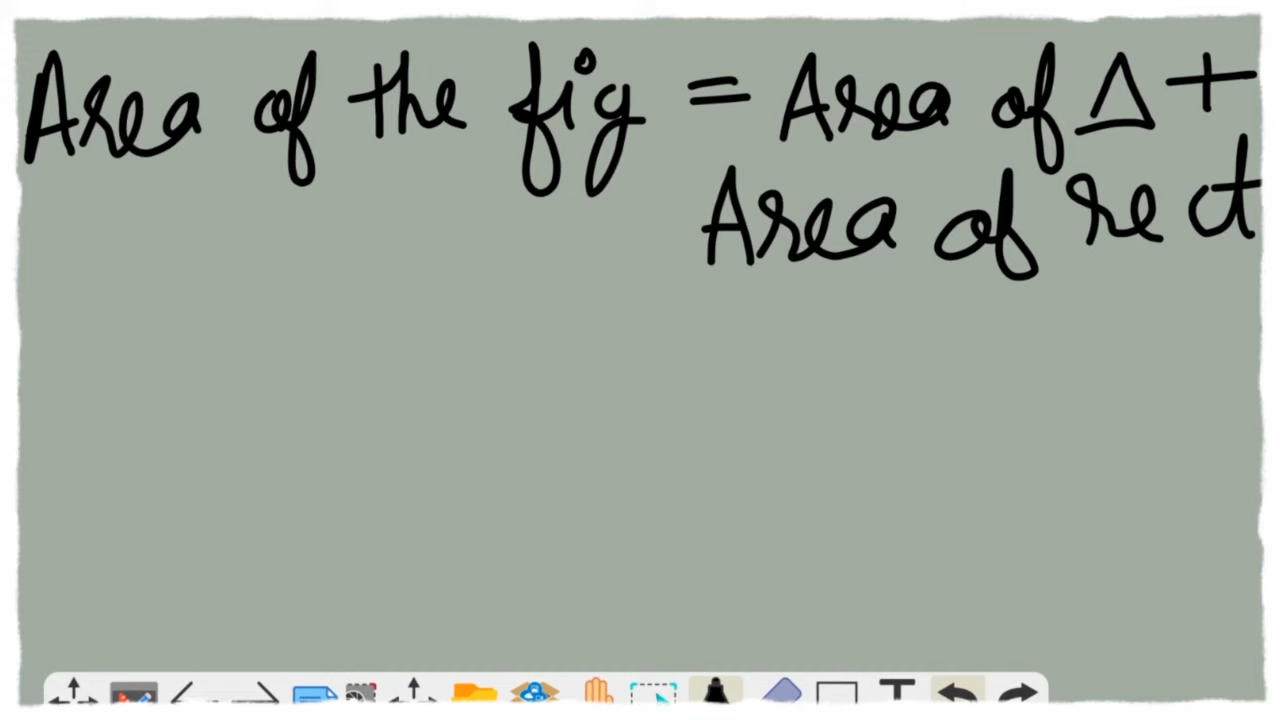 Area of the fig = Area of Δ +
Area of rect